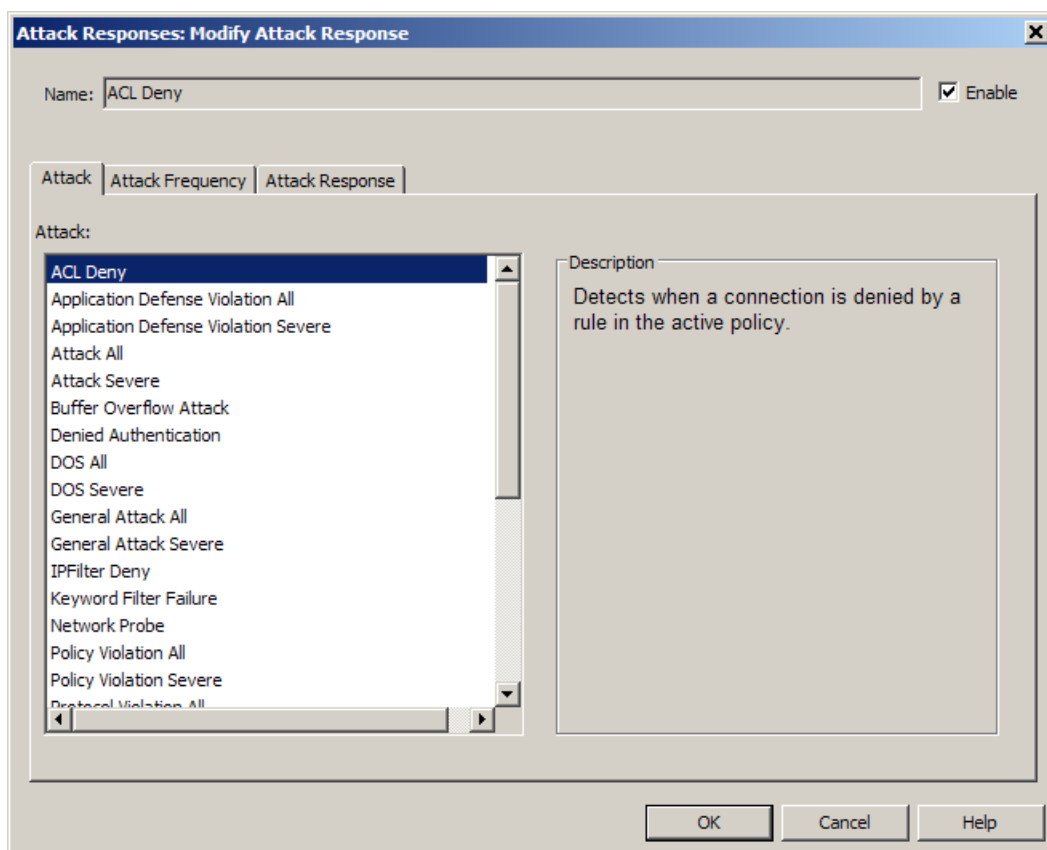 Attack Responses: Modify Attack Response
Name: ACL Deny
Enable
Attack
Attack Frequency
Attack Response
Attack:
ACL Deny
Application Defense Violation All
Application Defense Violation Severe
Attack All
Attack Severe
Buffer Overflow Attack
Denied Authentication
DOS All
DOS Severe
General Attack All
General Attack Severe
IPFilter Deny
Keyword Filter Failure
Network Probe
Policy Violation All
Policy Violation Severe
Protocol Violation All
Description
Detects when a connection is denied by a
rule in the active policy.
OK
Cancel
Help